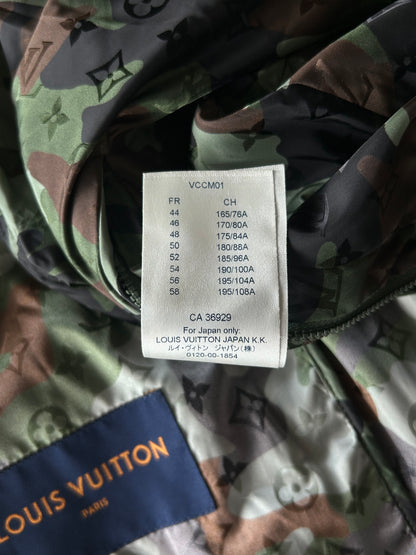 VCCM01
FR CH
44 165/76A
46 170/80A
48 175/84A
50 180/88A
52 185/96A
54 190/100A
56 195/104A
58 195/108A
CA 36929
For Japan only:
LOUIS VUITTON JAPAN K.K.
ルイ・ヴィトン ジャパン(株)
0120-00-1854
LOUIS VUITTON
PARIS